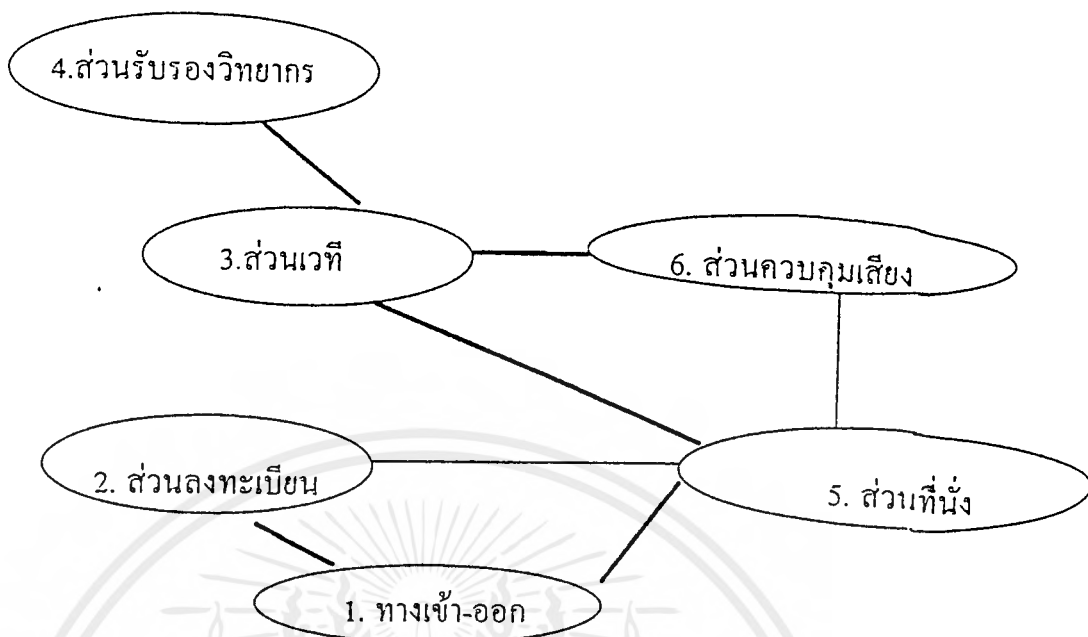 4.ส่วนรับรองวิทยากร
3.ส่วนเวที
6. ส่วนควบคุมเสียง
2. ส่วนลงทะเบียน
5. ส่วนที่นั่ง
1. ทางเข้า-ออก